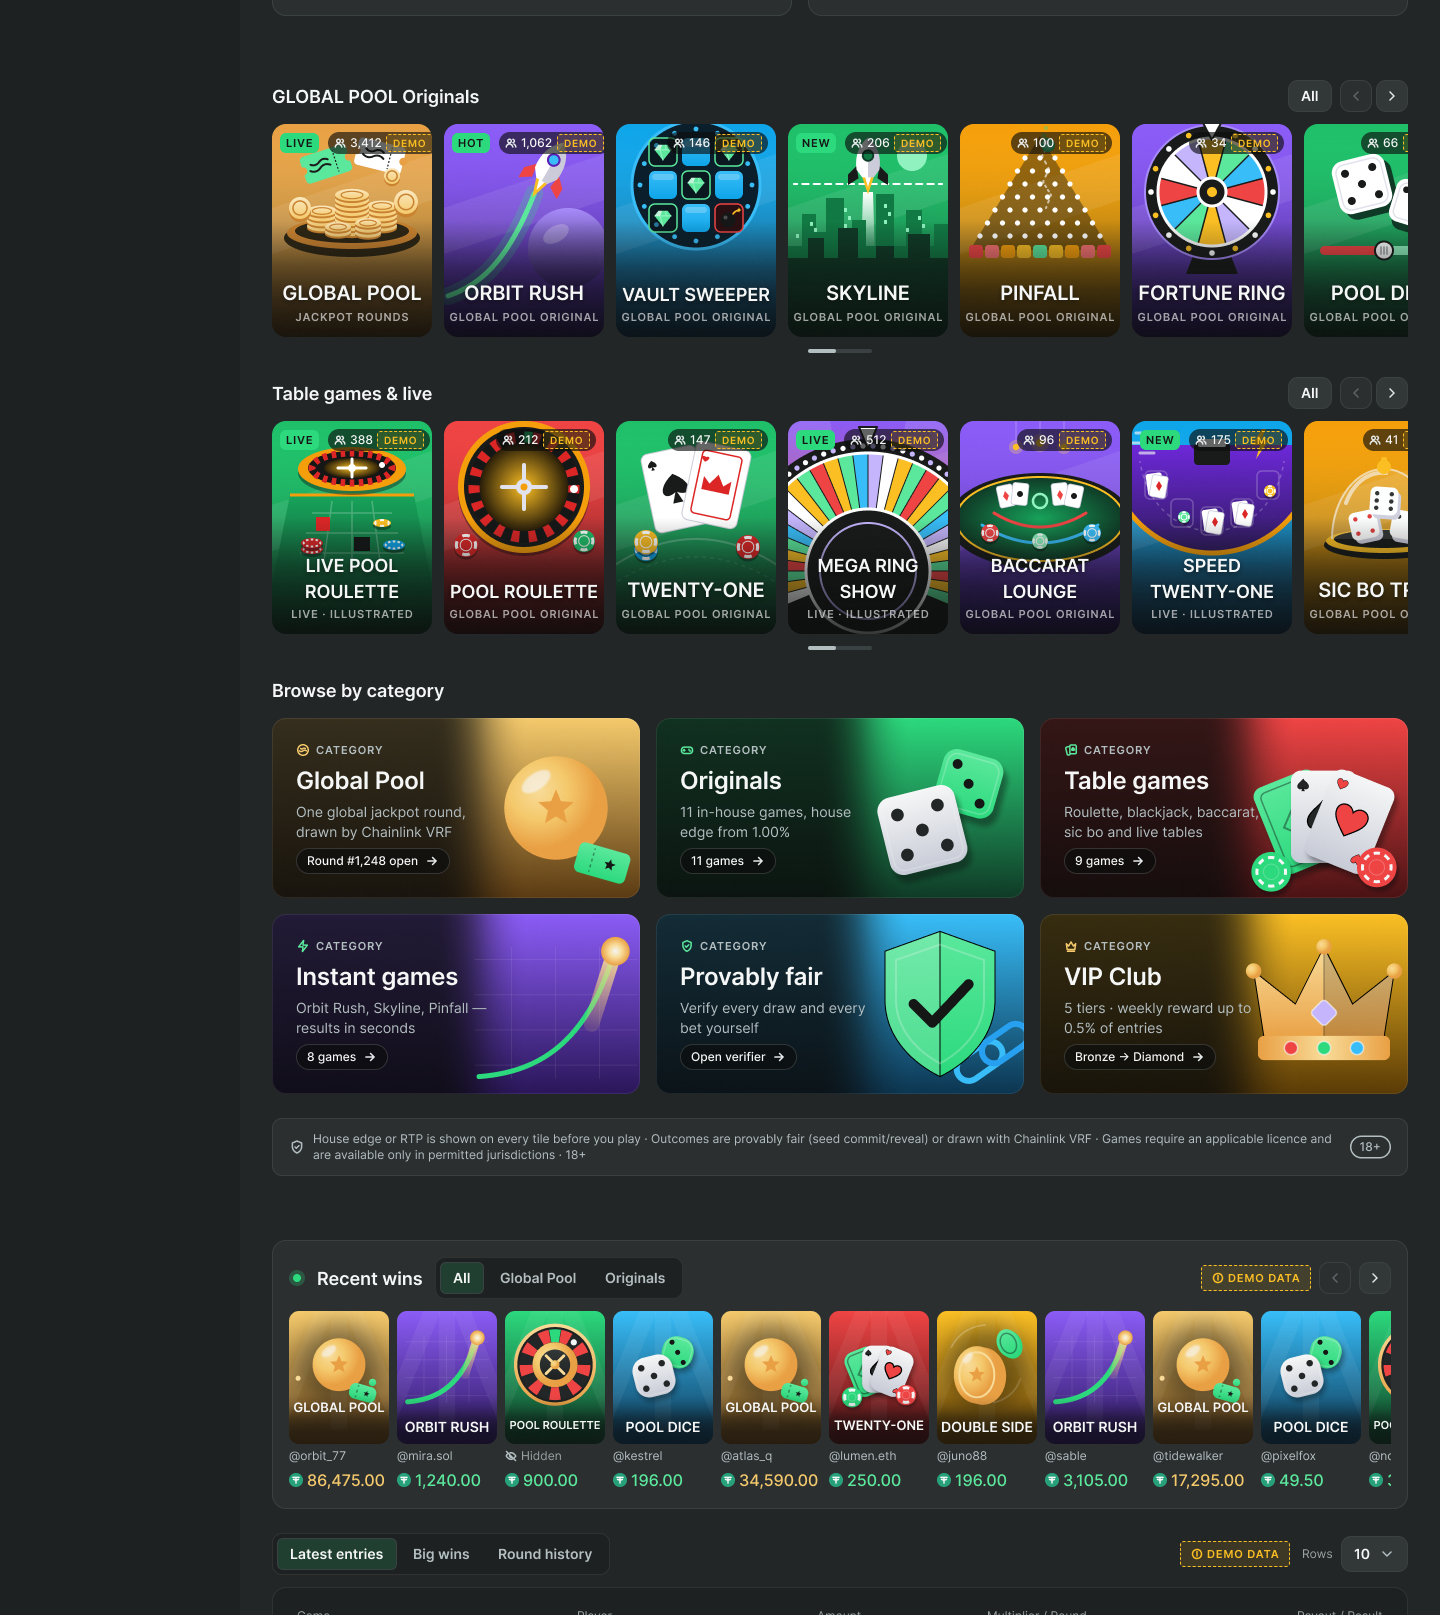 GLOBAL POOL Originals
All
LIVE
3,412
DEMO
GLOBAL POOL
JACKPOT ROUNDS
HOT
1,062
DEMO
ORBIT RUSH
GLOBAL POOL ORIGINAL
146
DEMO
VAULT SWEEPER
GLOBAL POOL ORIGINAL
NEW
206
DEMO
SKYLINE
GLOBAL POOL ORIGINAL
100
DEMO
PINFALL
GLOBAL POOL ORIGINAL
34
DEMO
FORTUNE RING
GLOBAL POOL ORIGINAL
66
POOL DI
GLOBAL POOL O
Table games & live
All
LIVE
388
DEMO
LIVE POOL
ROULETTE
LIVE · ILLUSTRATED
212
DEMO
POOL ROULETTE
GLOBAL POOL ORIGINAL
147
DEMO
TWENTY-ONE
GLOBAL POOL ORIGINAL
LIVE
512
DEMO
MEGA RING
SHOW
LIVE · ILLUSTRATED
96
DEMO
BACCARAT
LOUNGE
GLOBAL POOL ORIGINAL
NEW
175
DEMO
SPEED
TWENTY-ONE
LIVE · ILLUSTRATED
41
SIC BO TR
GLOBAL POOL O
Browse by category
CATEGORY
Global Pool
One global jackpot round,
drawn by Chainlink VRF
Round #1,248 open →
CATEGORY
Originals
11 in-house games, house
edge from 1.00%
11 games →
CATEGORY
Table games
Roulette, blackjack, baccarat,
sic bo and live tables
9 games →
CATEGORY
Instant games
Orbit Rush, Skyline, Pinfall —
results in seconds
8 games →
CATEGORY
Provably fair
Verify every draw and every
bet yourself
Open verifier →
CATEGORY
VIP Club
5 tiers · weekly reward up to
0.5% of entries
Bronze → Diamond →
House edge or RTP is shown on every tile before you play · Outcomes are provably fair (seed commit/reveal) or drawn with Chainlink VRF · Games require an applicable licence and
are available only in permitted jurisdictions · 18+
18+
Recent wins
All
Global Pool
Originals
DEMO DATA
GLOBAL POOL
@orbit_77
86,475.00
ORBIT RUSH
@mira.sol
1,240.00
POOL ROULETTE
Hidden
900.00
POOL DICE
@kestrel
196.00
GLOBAL POOL
@atlas_q
34,590.00
TWENTY-ONE
@lumen.eth
250.00
DOUBLE SIDE
@juno88
196.00
ORBIT RUSH
@sable
3,105.00
GLOBAL POOL
@tidewalker
17,295.00
POOL DICE
@pixelfox
49.50
Latest entries
Big wins
Round history
DEMO DATA
Rows
10